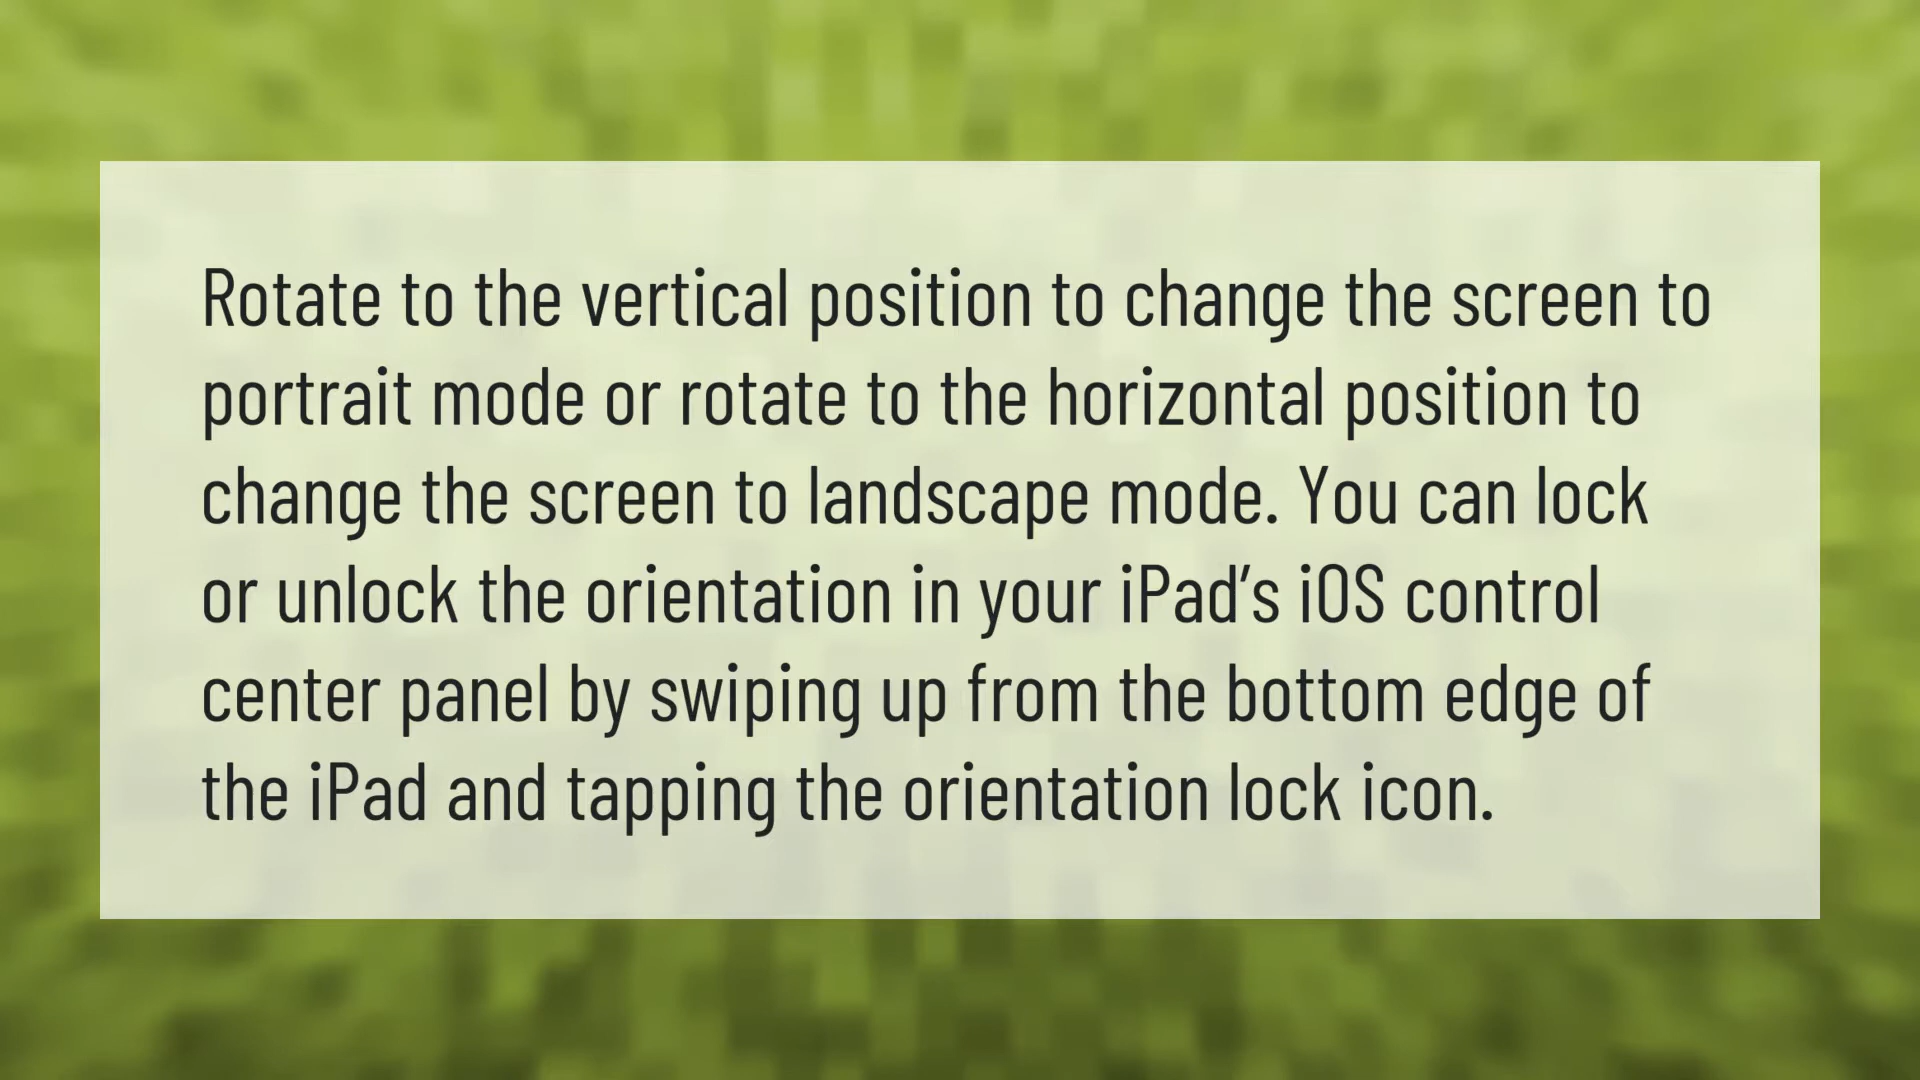 Rotate to the vertical position to change the screen to
portrait mode or rotate to the horizontal position to
change the screen to landscape mode. You can lock
or unlock the orientation in your iPad’s iOS control
center panel by swiping up from the bottom edge of
the iPad and tapping the orientation lock icon.